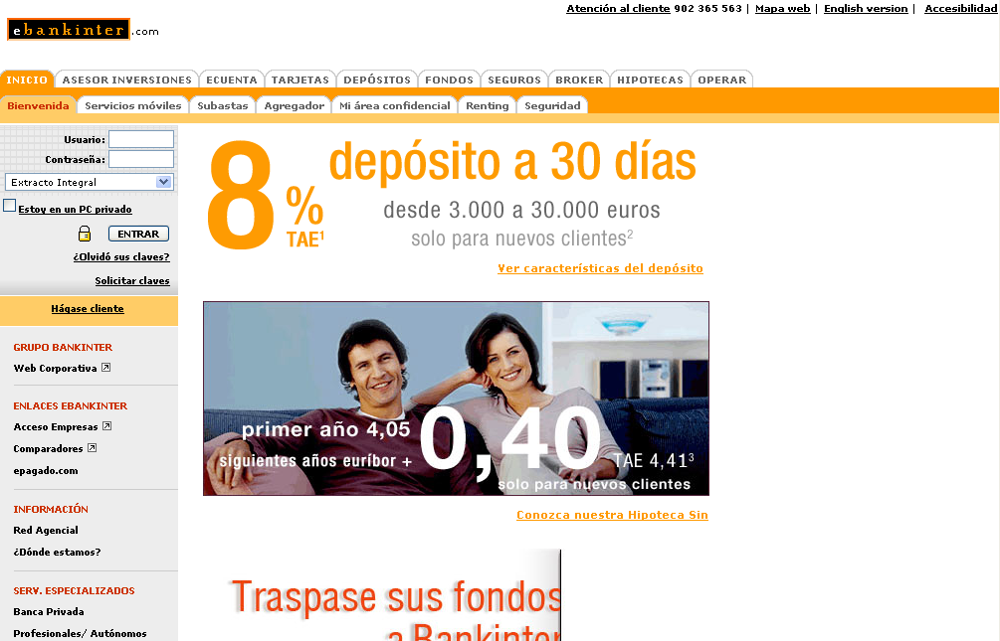 Atención al cliente 902 365 563 | Mapa web | English version | Accesibilidad
ebankinter.com
INICIO ASESOR INVERSIONES ECUENTA TARJETAS DEPÓSITOS FONDOS SEGUROS BROKER HIPOTECAS OPERAR
Bienvenida Servicios móviles Subastas Agregador Mi área confidencial Renting Seguridad
Usuario:
Contraseña:
Extracto Integral
Estoy en un PC privado
ENTRAR
¿Olvidó sus claves?
Solicitar claves
Hágase cliente
GRUPO BANKINTER
Web Corporativa
ENLACES EBANKINTER
Acceso Empresas
Comparadores
epagado.com
INFORMACIÓN
Red Agencial
¿Dónde estamos?
SERV. ESPECIALIZADOS
Banca Privada
Profesionales/ Autónomos
8% TAE¹
depósito a 30 días
desde 3.000 a 30.000 euros
solo para nuevos clientes²
Ver características del depósito
primer año 4,05
siguientes años euríbor + 0,40 TAE 4,41³
solo para nuevos clientes
Conozca nuestra Hipoteca Sin
Traspase sus fondos
a Bankinter